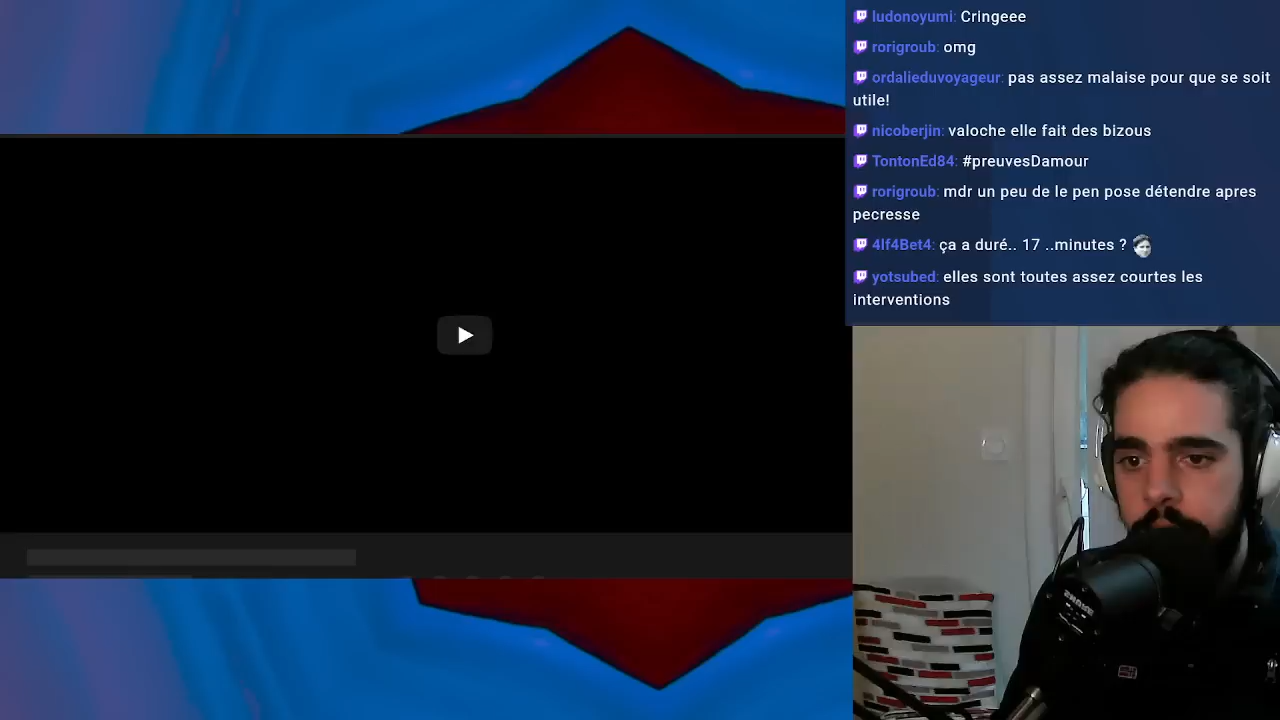 ludonoyumi: Cringeee
rorigroub: omg
ordalieduvoyageur: pas assez malaise pour que se soit
utile!
nicoberjin: valoche elle fait des bizous
TontonEd84: #preuvesDamour
rorigroub: mdr un peu de le pen pose détendre apres
pecresse
4lf4Bet4: ça a duré.. 17 ..minutes ?
yotsubed: elles sont toutes assez courtes les
interventions